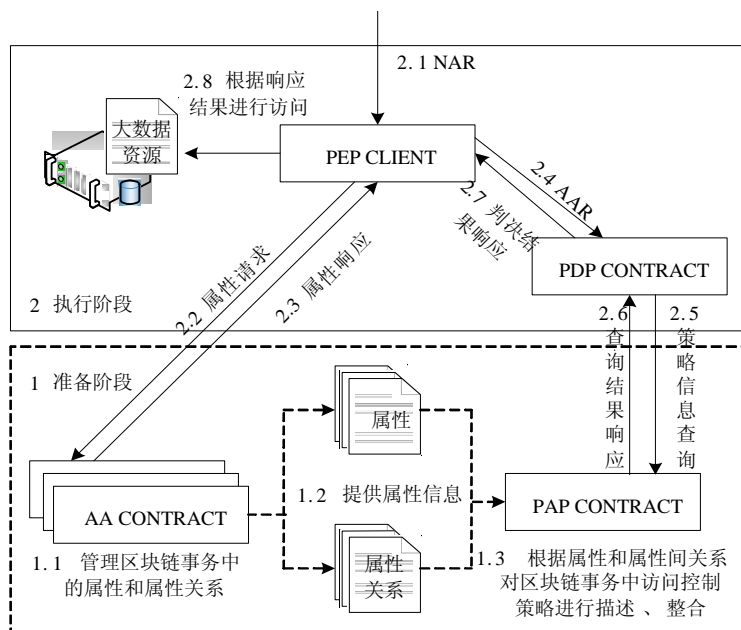 2.1 NAR
2.8 根据响应
结果进行访问
大数据
资源
PEP CLIENT
2.4 AAR
2.7 判决结
果响应
PDP CONTRACT
2.2 属性请求
2.3 属性响应
2 执行阶段
2.6
查询结果响应
2.5
策略信息查询
1 准备阶段
属性
AA CONTRACT
1.2 提供属性信息
PAP CONTRACT
属性
关系
1.1 管理区块链事务中
的属性和属性关系
1.3 根据属性和属性间关系
对区块链事务中访问控制
策略进行描述 、 整合